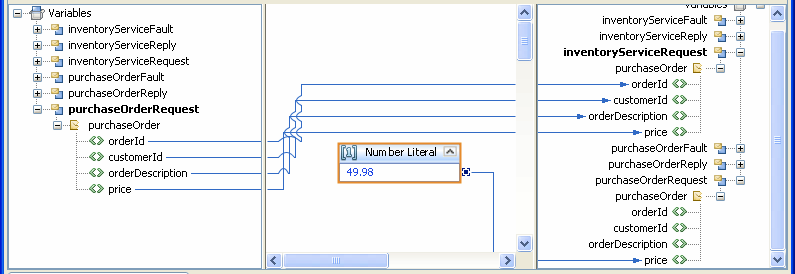 Variables
inventoryServiceFault
inventoryServiceReply
inventoryServiceRequest
purchaseOrderFault
purchaseOrderReply
purchaseOrderRequest
purchaseOrder
orderId
customerId
orderDescription
price
[1] Number Literal
49.98
Variables
inventoryServiceFault
inventoryServiceReply
inventoryServiceRequest
purchaseOrder
orderId
customerId
orderDescription
price
purchaseOrderFault
purchaseOrderReply
purchaseOrderRequest
purchaseOrder
orderId
customerId
orderDescription
price